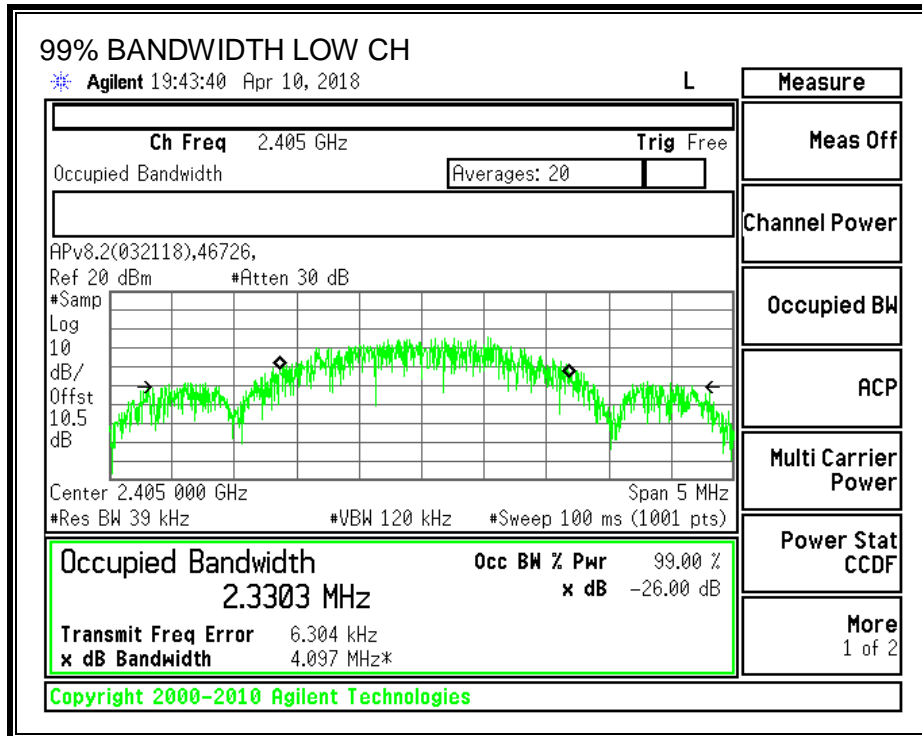 99% BANDWIDTH LOW CH
Agilent 19:43:40 Apr 10, 2018 L
Measure
Ch Freq 2.405 GHz Trig Free
Occupied Bandwidth Averages: 20
APv8.2(032118),46726,
Ref 20 dBm #Atten 30 dB
#Samp
Log
10
dB/
Offst
10.5
dB
Center 2.405 000 GHz Span 5 MHz
#Res BW 39 kHz #VBW 120 kHz #Sweep 100 ms (1001 pts)
Occupied Bandwidth Occ BW % Pwr 99.00 %
2.3303 MHz x dB -26.00 dB
Transmit Freq Error 6.304 kHz
x dB Bandwidth 4.097 MHz*
Copyright 2000-2010 Agilent Technologies
Meas Off
Channel Power
Occupied BW
ACP
Multi Carrier
Power
Power Stat
CCDF
More
1 of 2